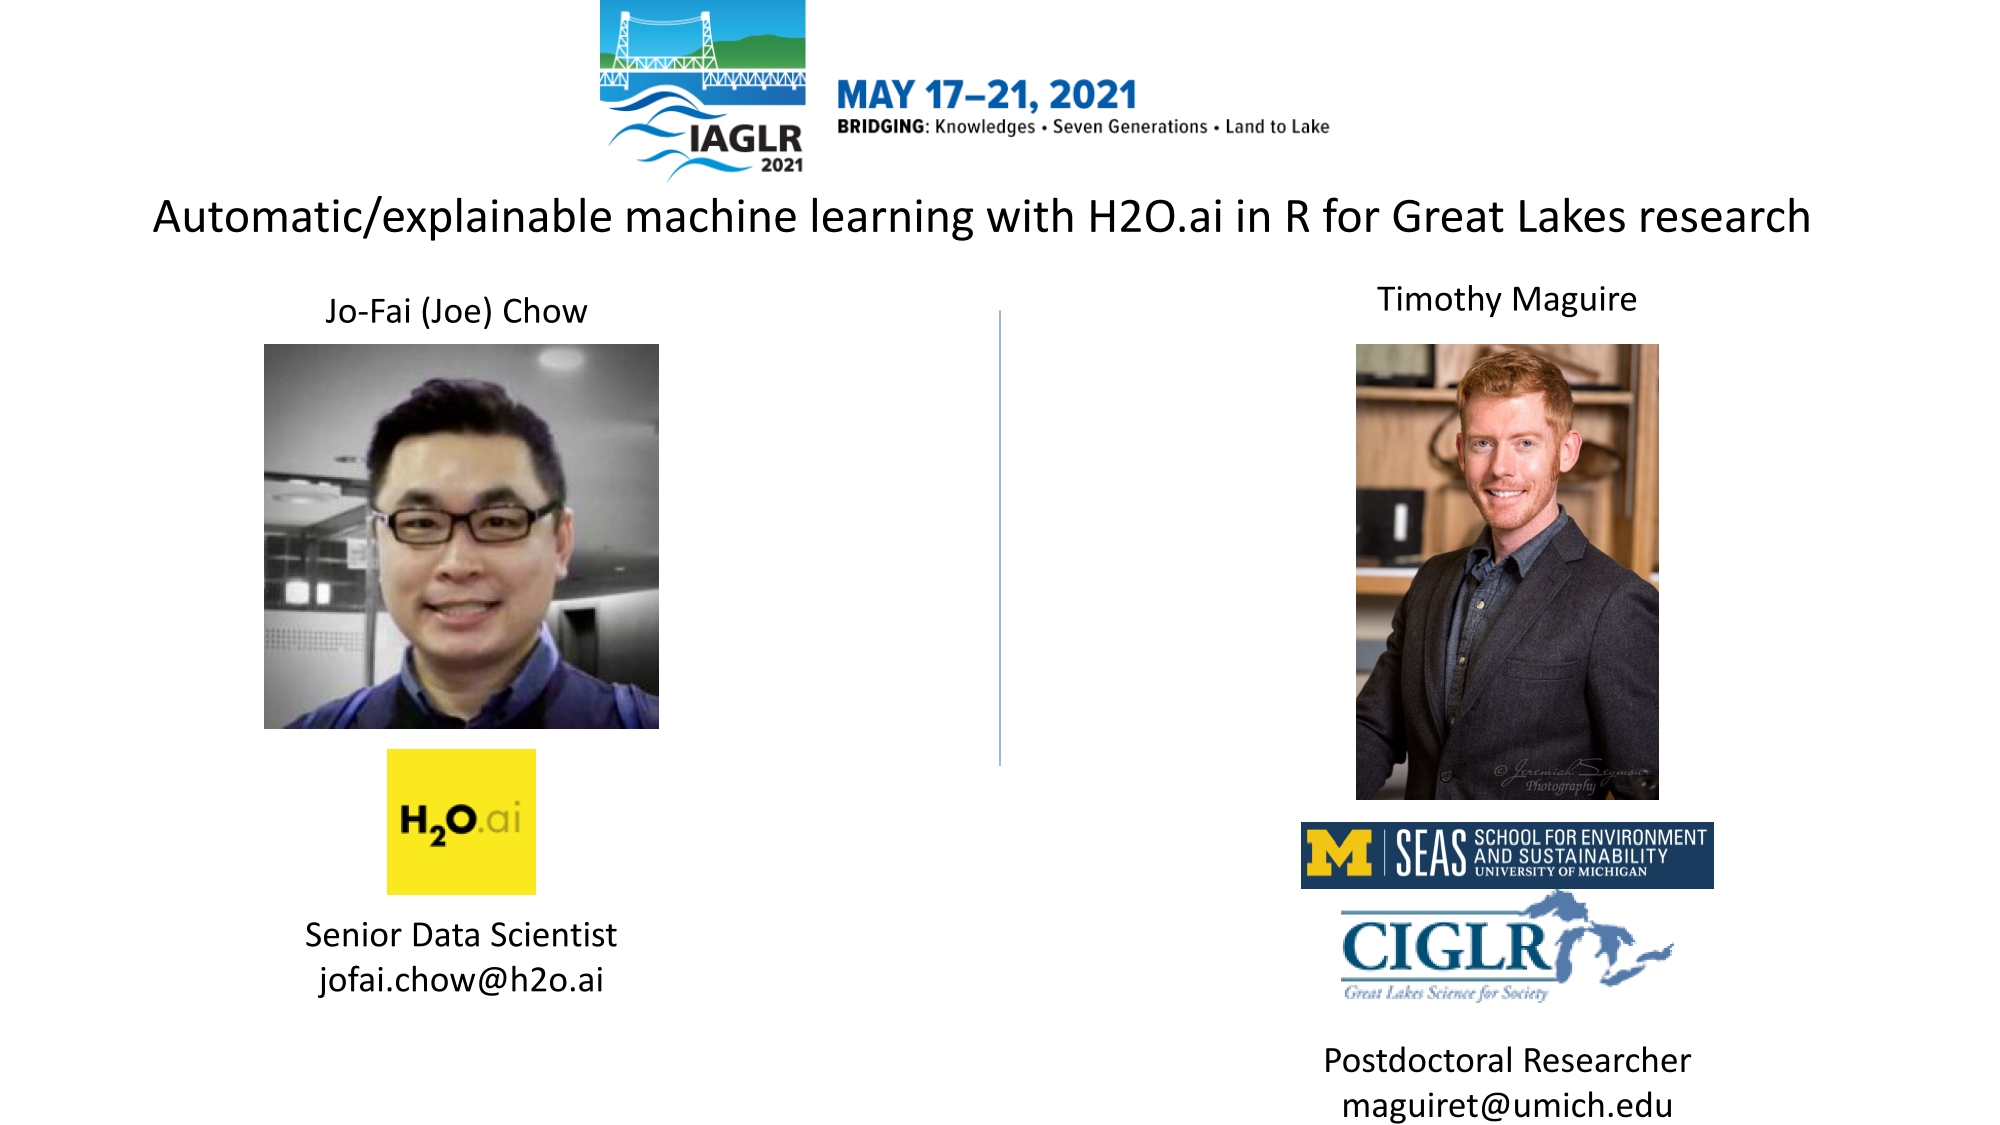 MAY 17–21, 2021
BRIDGING: Knowledges • Seven Generations • Land to Lake
IAGLR
2021
Automatic/explainable machine learning with H2O.ai in R for Great Lakes research
Jo-Fai (Joe) Chow
H2O.ai
Senior Data Scientist
jofai.chow@h2o.ai
Timothy Maguire
© Jeremiah Seymour
Photography
M SEAS SCHOOL FOR ENVIRONMENT
AND SUSTAINABILITY
UNIVERSITY OF MICHIGAN
CIGLR
Great Lakes Science for Society
Postdoctoral Researcher
maguiret@umich.edu